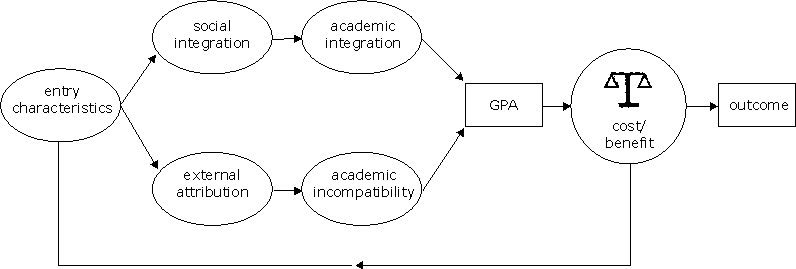 entry
characteristics
social
integration
academic
integration
external
attribution
academic
incompatibility
GPA
cost/
benefit
outcome